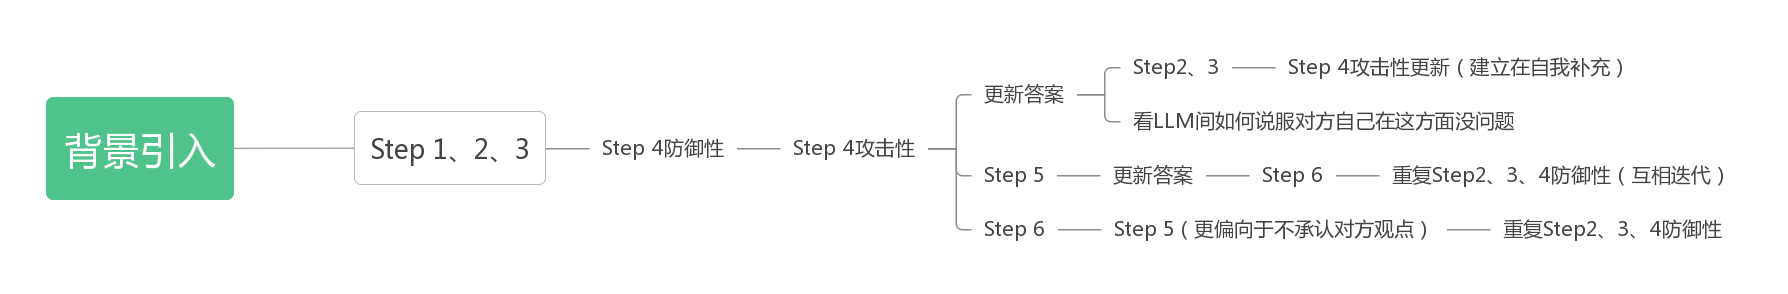 背景引入
Step 1、2、3
Step 4防御性
Step 4攻击性
更新答案
Step2、3
Step 4攻击性更新（建立在自我补充）
看LLM间如何说服对方自己在这方面没问题
Step 5
更新答案
Step 6
重复Step2、3、4防御性（互相迭代）
Step 6
Step 5（更偏向于不承认对方观点）
重复Step2、3、4防御性